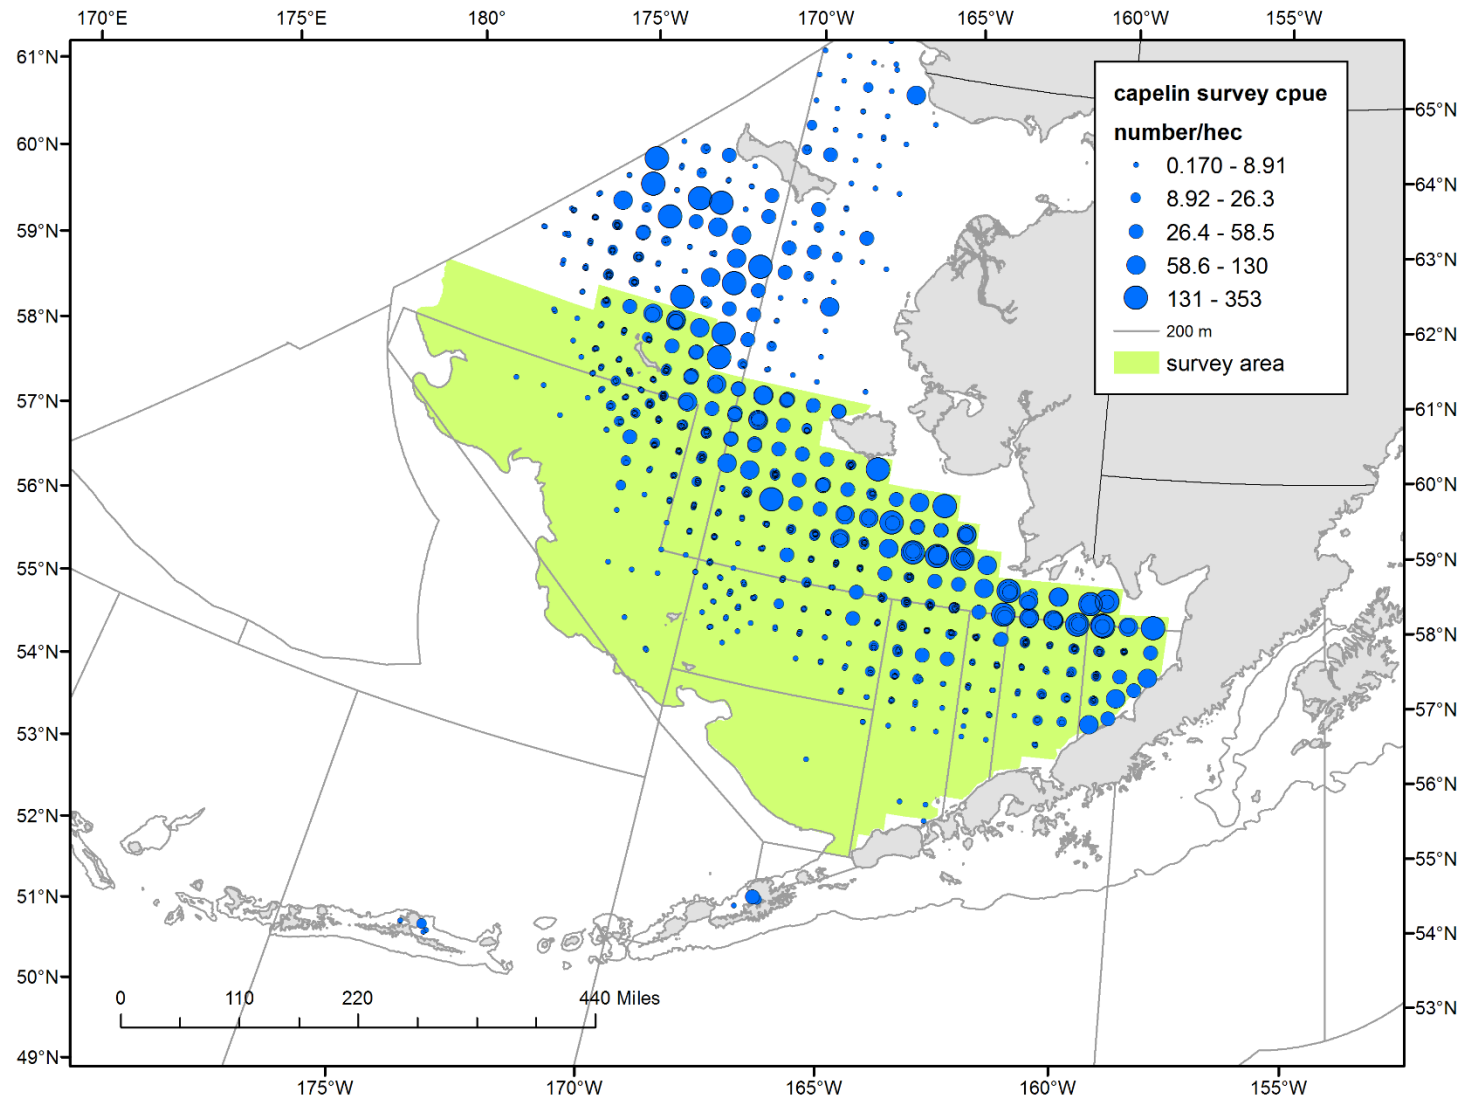 170°E 175°E 180° 175°W 170°W 165°W 160°W 155°W
61°N
60°N
59°N
58°N
57°N
56°N
55°N
54°N
53°N
52°N
51°N
50°N
49°N
capelin survey cpue
number/hec
0.170 - 8.91
8.92 - 26.3
26.4 - 58.5
58.6 - 130
131 - 353
200 m
survey area
65°N
64°N
63°N
62°N
61°N
60°N
59°N
58°N
57°N
56°N
55°N
54°N
53°N
0 110 220 440 Miles
175°W 170°W 165°W 160°W 155°W